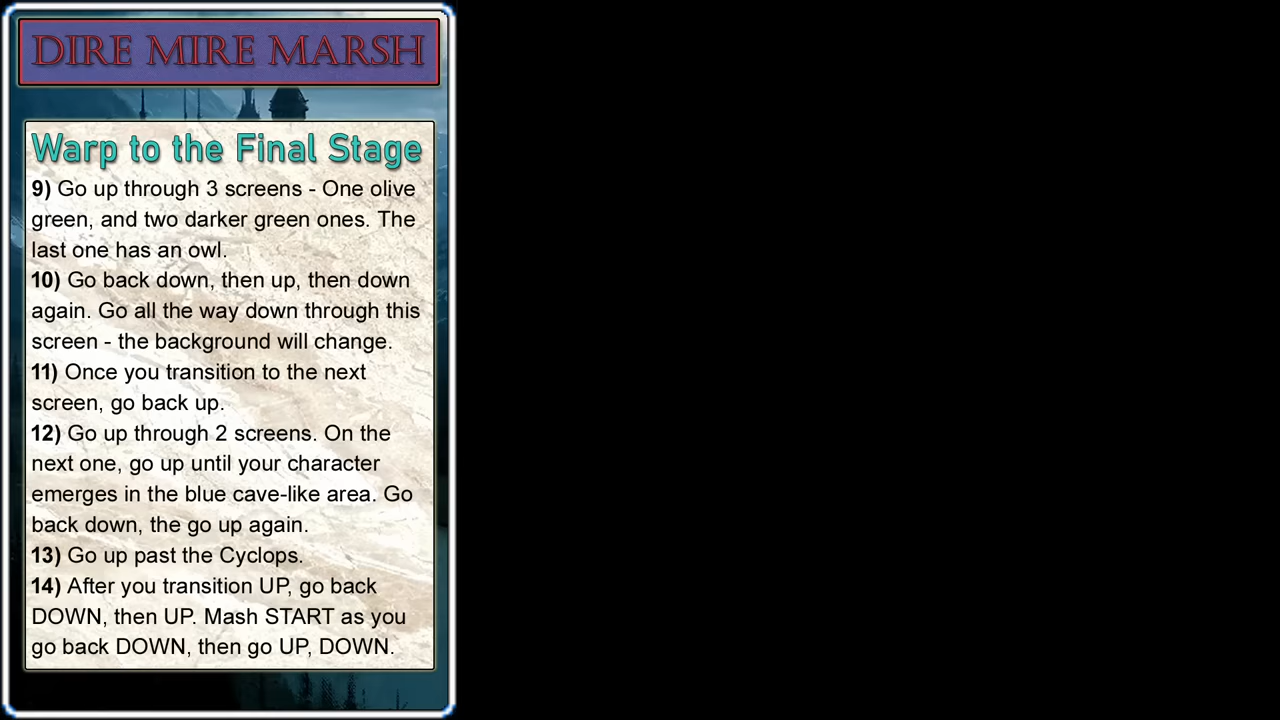 DIRE MIRE MARSH
Warp to the Final Stage
9) Go up through 3 screens - One olive
green, and two darker green ones. The
last one has an owl.
10) Go back down, then up, then down
again. Go all the way down through this
screen - the background will change.
11) Once you transition to the next
screen, go back up.
12) Go up through 2 screens. On the
next one, go up until your character
emerges in the blue cave-like area. Go
back down, the go up again.
13) Go up past the Cyclops.
14) After you transition UP, go back
DOWN, then UP. Mash START as you
go back DOWN, then go UP, DOWN.